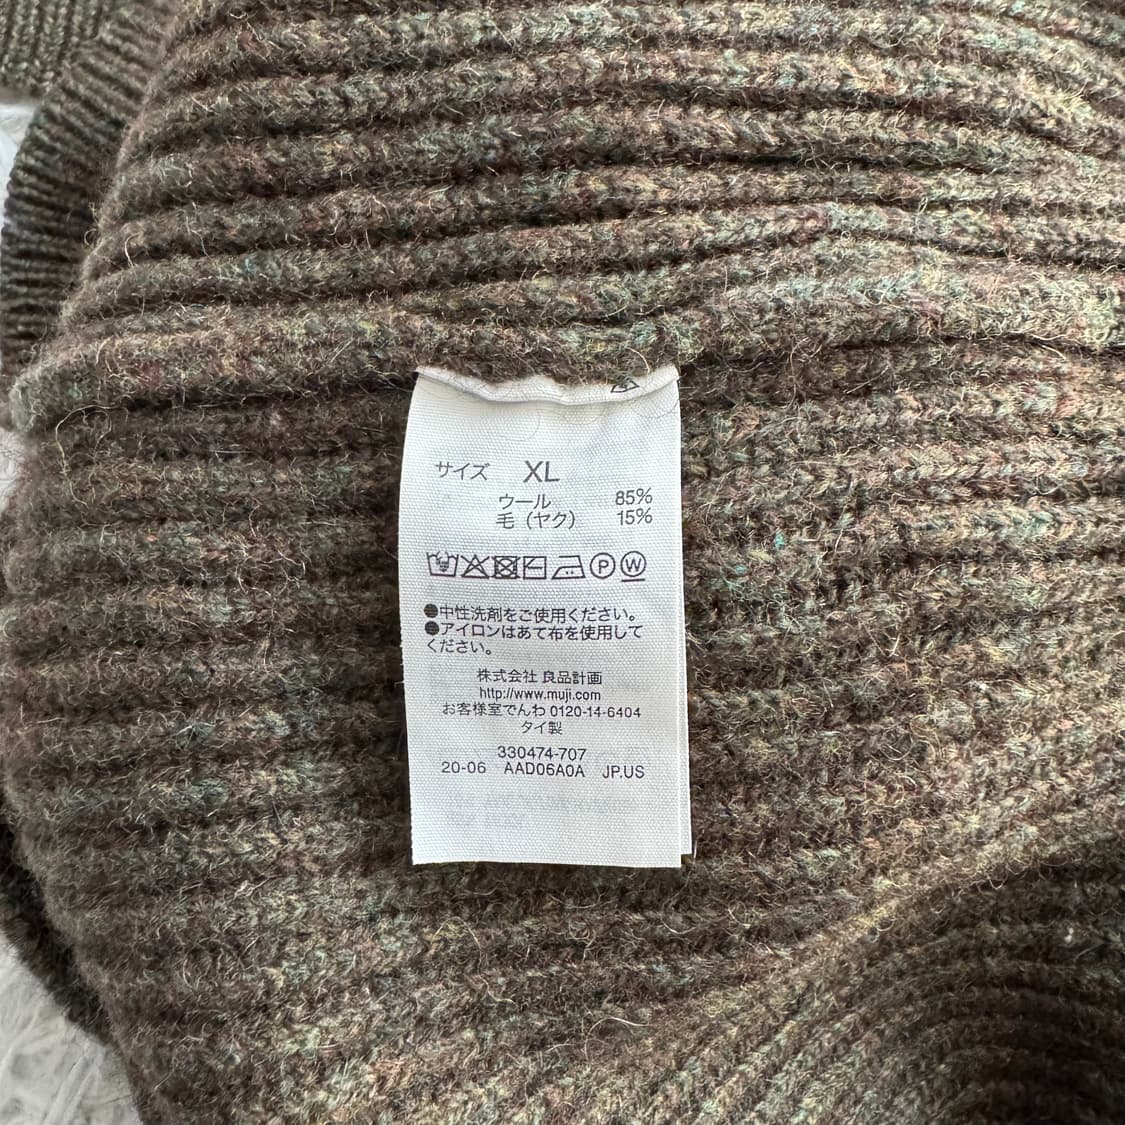 サイズ XL
ウール 85%
毛（ヤク） 15%
P W
●中性洗剤をご使用ください。
●アイロンはあて布を使用して
ください。
株式会社 良品計画
http://www.muji.com
お客様室でんわ 0120-14-6404
タイ製
330474-707
20-06 AAD06A0A JP.US